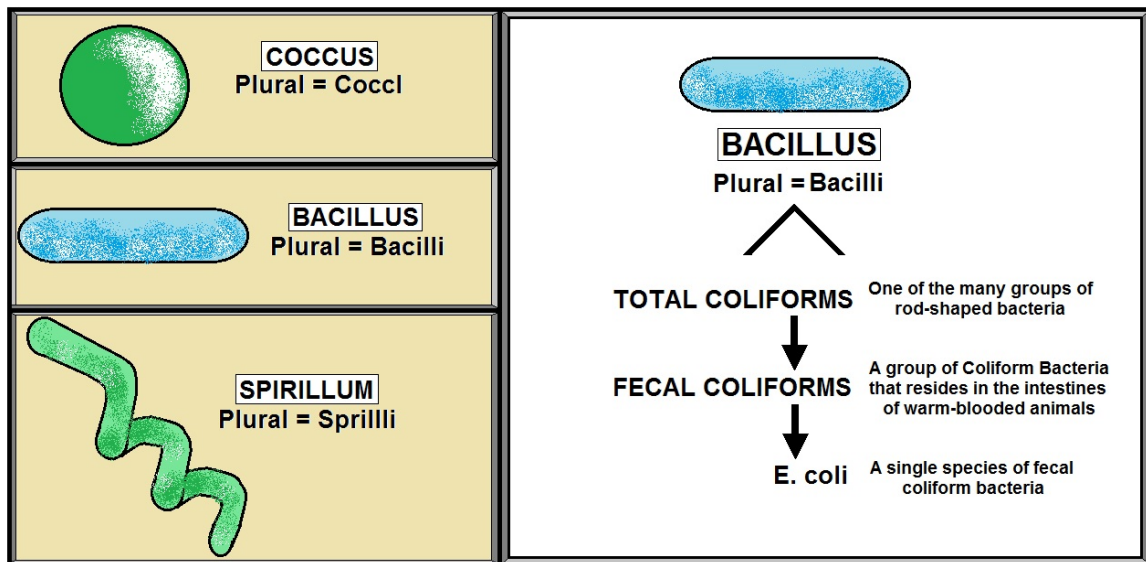 COCCUS
Plural = CoccI
BACILLUS
Plural = Bacilli
SPIRILLUM
Plural = Sprillli
BACILLUS
Plural = Bacilli
TOTAL COLIFORMS
One of the many groups of
rod-shaped bacteria
FECAL COLIFORMS
A group of Coliform Bacteria
that resides in the intestines
of warm-blooded animals
E. coli
A single species of fecal
coliform bacteria